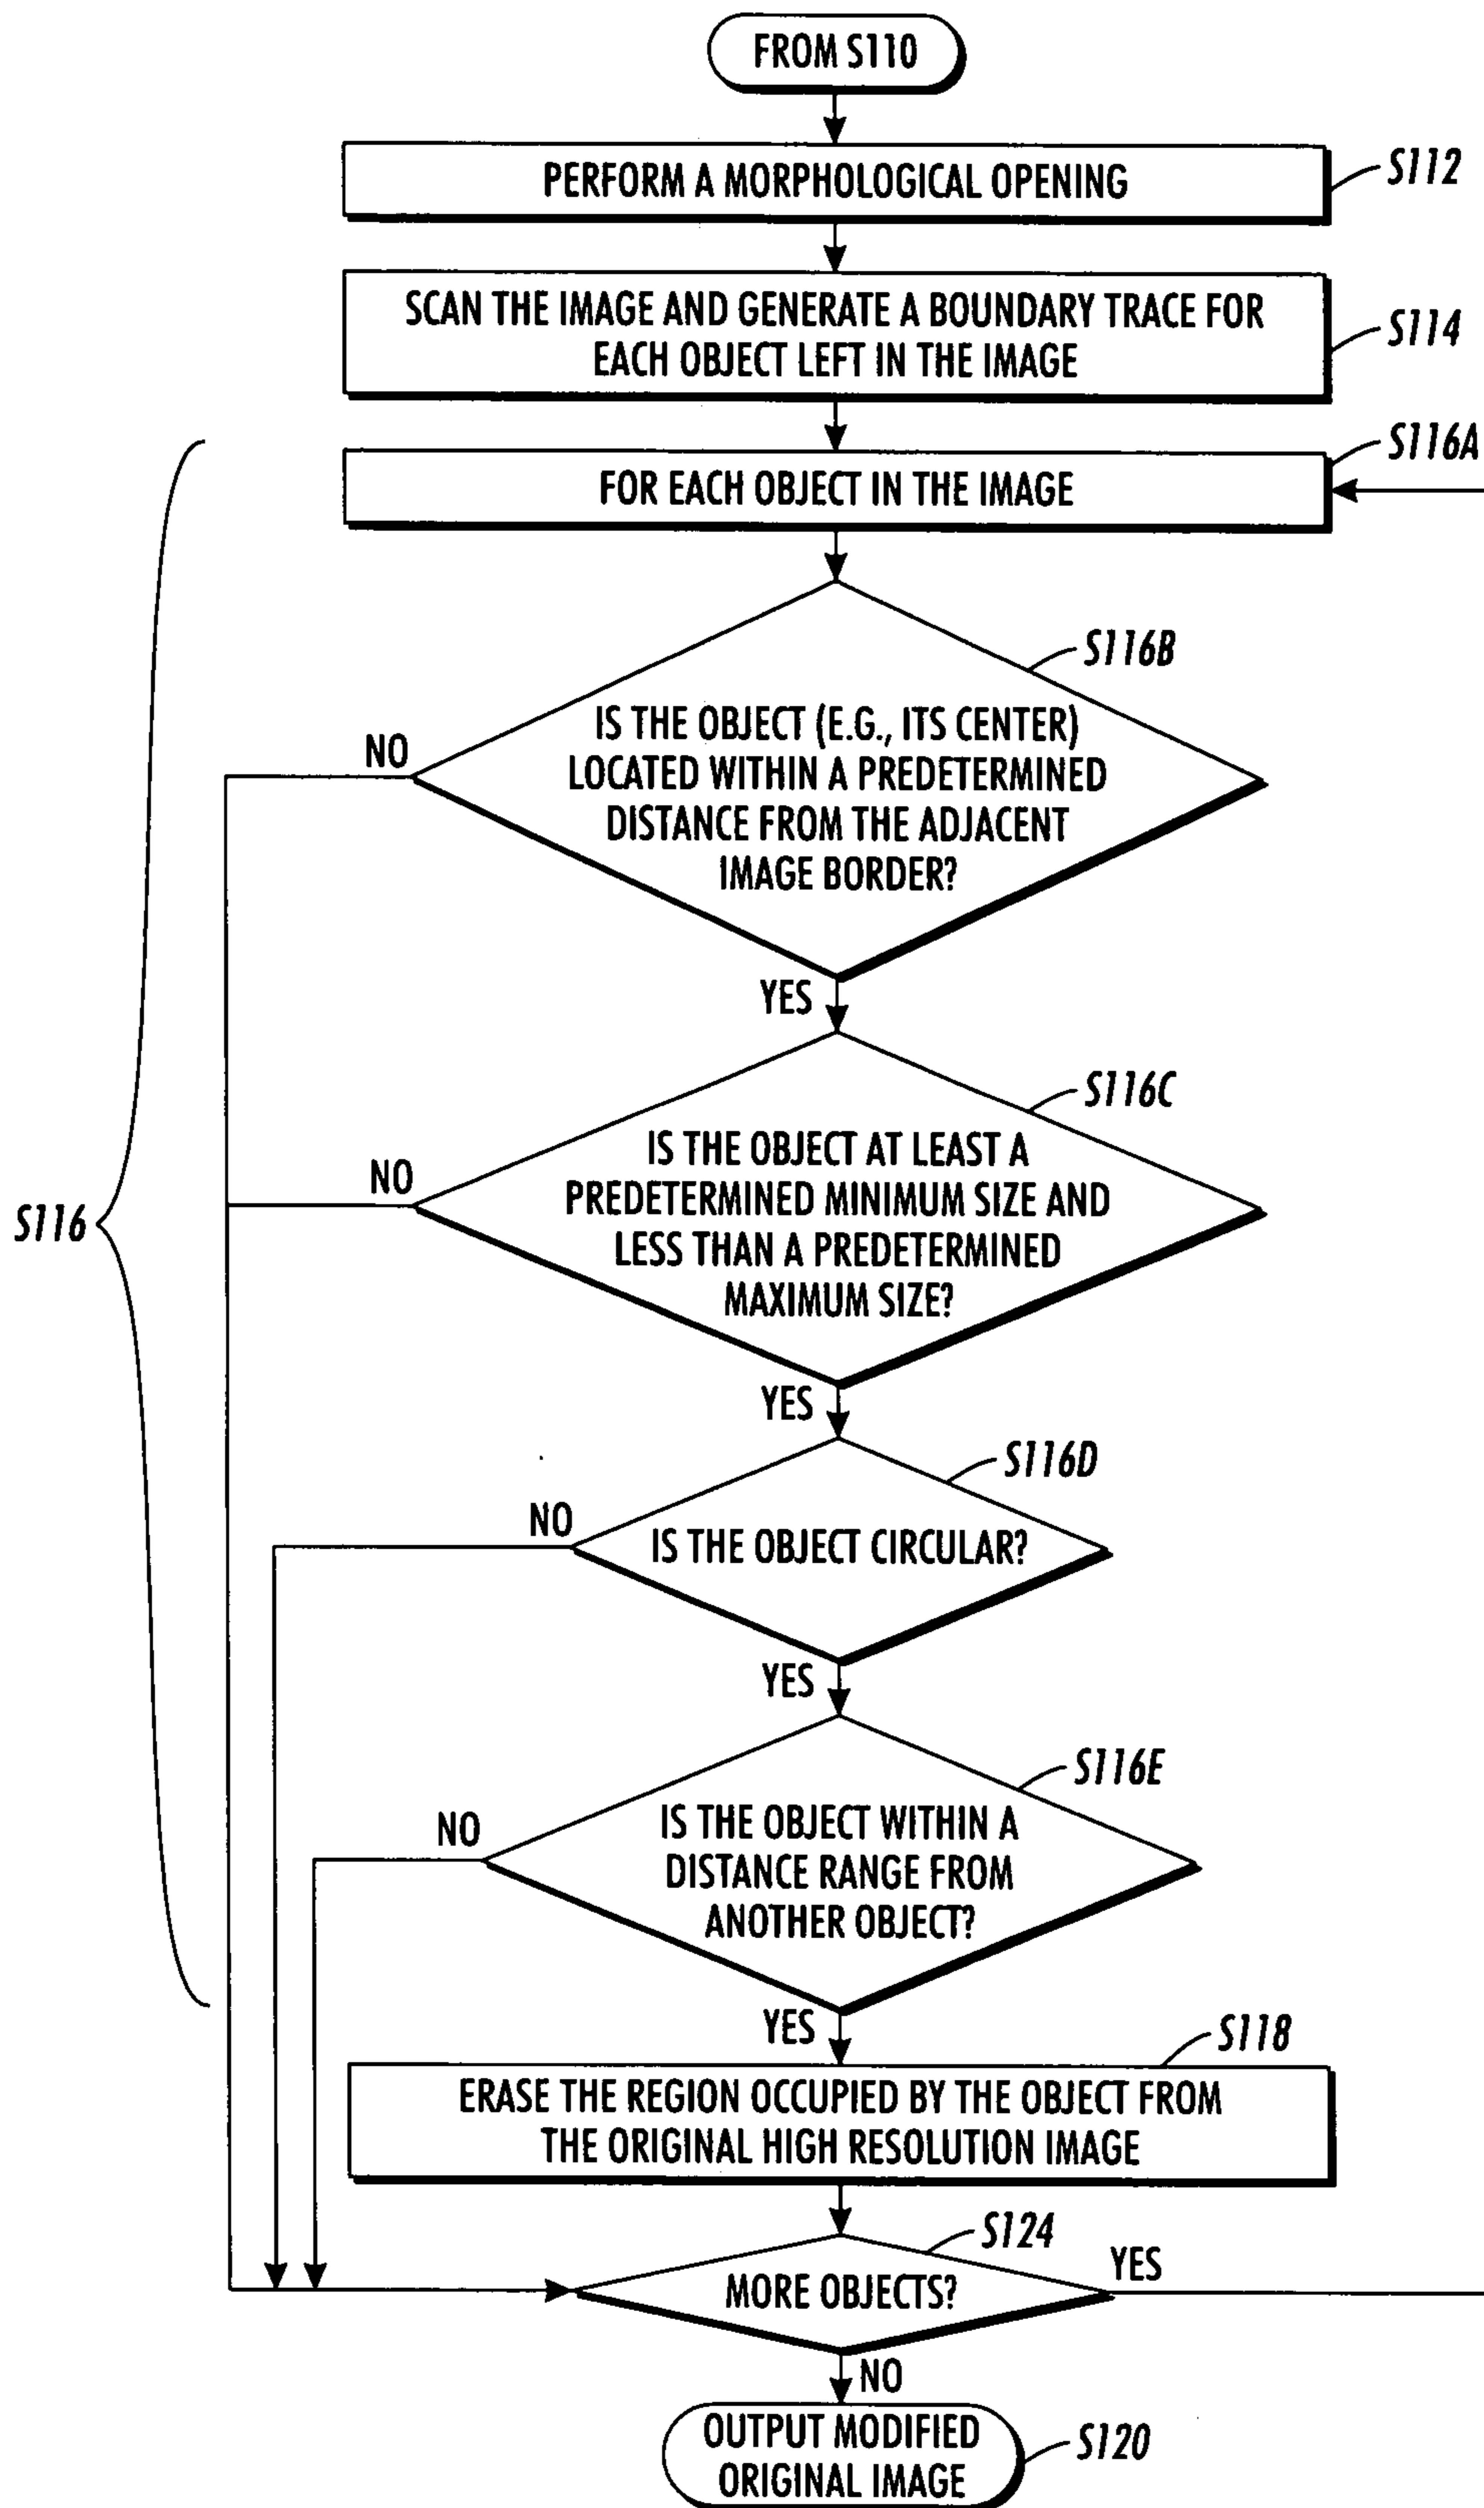 FROM S110
PERFORM A MORPHOLOGICAL OPENING
S112
SCAN THE IMAGE AND GENERATE A BOUNDARY TRACE FOR
EACH OBJECT LEFT IN THE IMAGE
S114
S116A
FOR EACH OBJECT IN THE IMAGE
S116B
NO
IS THE OBJECT (E.G., ITS CENTER)
LOCATED WITHIN A PREDETERMINED
DISTANCE FROM THE ADJACENT
IMAGE BORDER?
YES
S116C
NO
IS THE OBJECT AT LEAST A
PREDETERMINED MINIMUM SIZE AND
LESS THAN A PREDETERMINED
MAXIMUM SIZE?
S116
YES
S116D
NO
IS THE OBJECT CIRCULAR?
YES
S116E
NO
IS THE OBJECT WITHIN A
DISTANCE RANGE FROM
ANOTHER OBJECT?
YES
S118
ERASE THE REGION OCCUPIED BY THE OBJECT FROM
THE ORIGINAL HIGH RESOLUTION IMAGE
S124
MORE OBJECTS?
YES
NO
OUTPUT MODIFIED
ORIGINAL IMAGE
S120